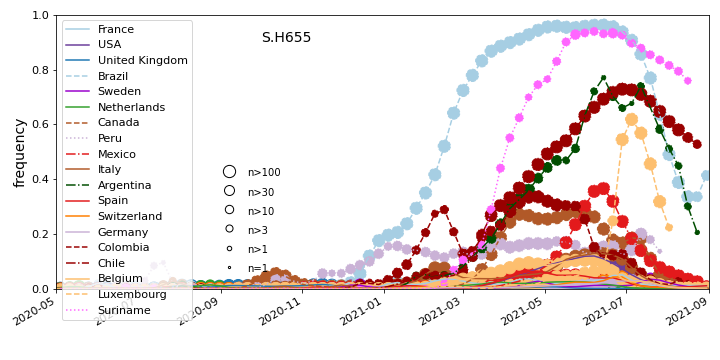 S.H655
frequency
1.0
0.8
0.6
0.4
0.2
0.0
France
USA
United Kingdom
Brazil
Sweden
Netherlands
Canada
Peru
Mexico
Italy
Argentina
Spain
Switzerland
Germany
Colombia
Chile
Belgium
Luxembourg
Suriname
n>100
n>30
n>10
n>3
n>1
n=1
2020-05
2020-09
2020-11
2021-01
2021-03
2021-05
2021-07
2021-09